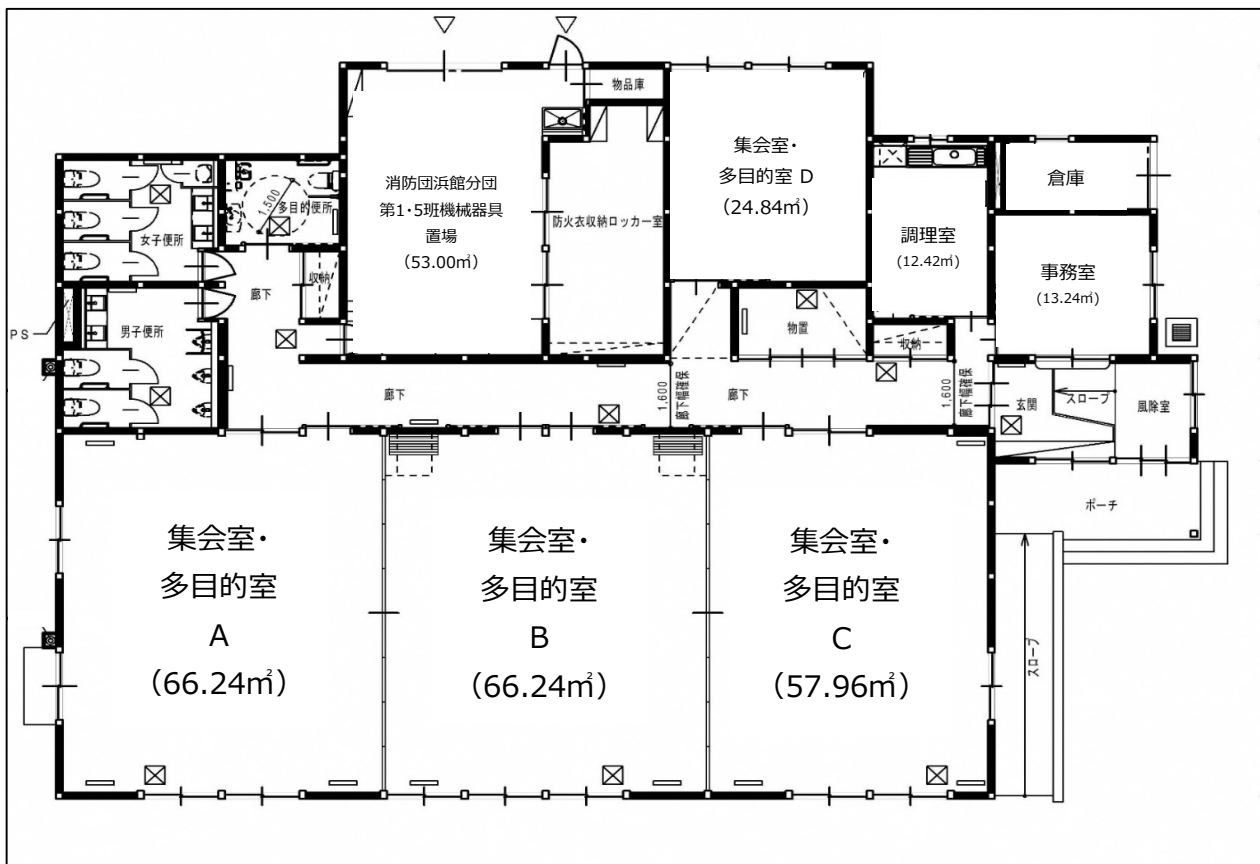 物品庫
集会室・
多目的室 D
（24.84㎡）
消防団浜館分団
第1・5班機械器具
置場
（53.00㎡）
防火衣収納ロッカー室
倉庫
調理室
（12.42㎡）
事務室
（13.24㎡）
1,500
多目的便所
女子便所
収納
廊下
PS
男子便所
物置
収納
廊下
1,600
廊下幅確保
廊下
1,600
廊下幅確保
玄関
スロープ
風除室
ポーチ
スロープ
集会室・
多目的室
A
（66.24㎡）
集会室・
多目的室
B
（66.24㎡）
集会室・
多目的室
C
（57.96㎡）